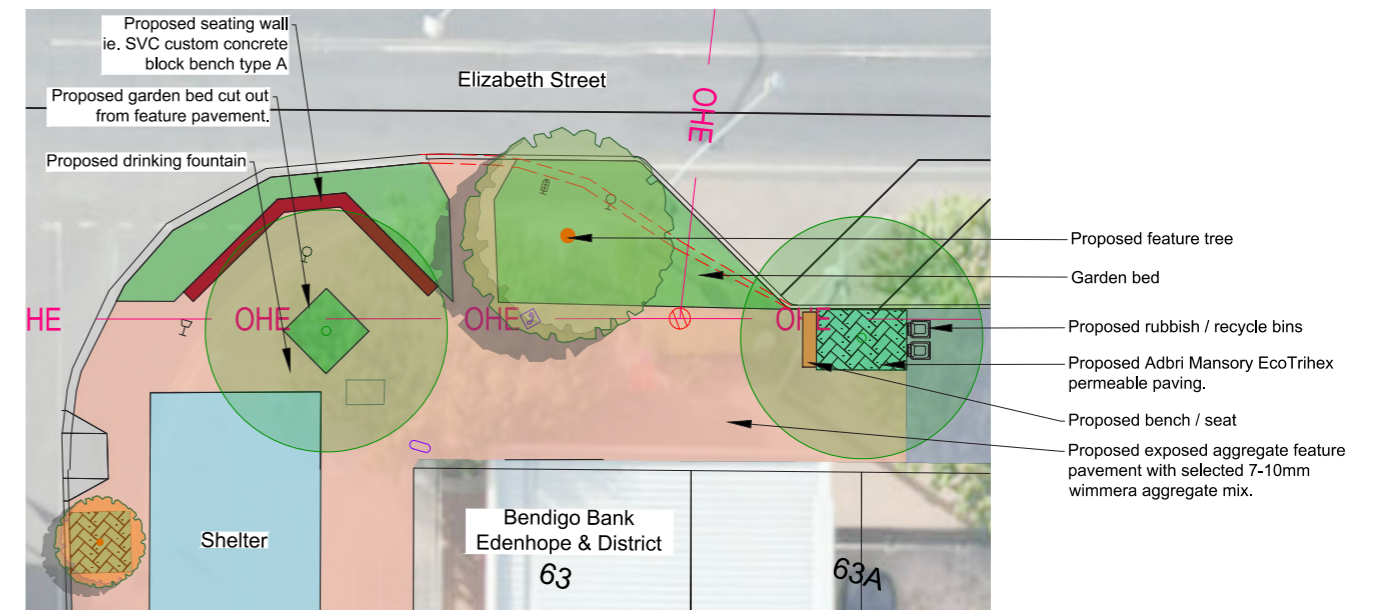 Proposed seating wall
ie. SVC custom concrete
block bench type A
Elizabeth Street
Proposed garden bed cut out
from feature pavement.
OHE
Proposed drinking fountain
Proposed feature tree
Garden bed
HE
OHE
OHE
OHE
Proposed rubbish / recycle bins
Proposed Adbri Mansory EcoTrihex
permeable paving.
Proposed bench / seat
Proposed exposed aggregate feature
pavement with selected 7-10mm
wimmera aggregate mix.
Shelter
Bendigo Bank
Edenhope & District
63
63A